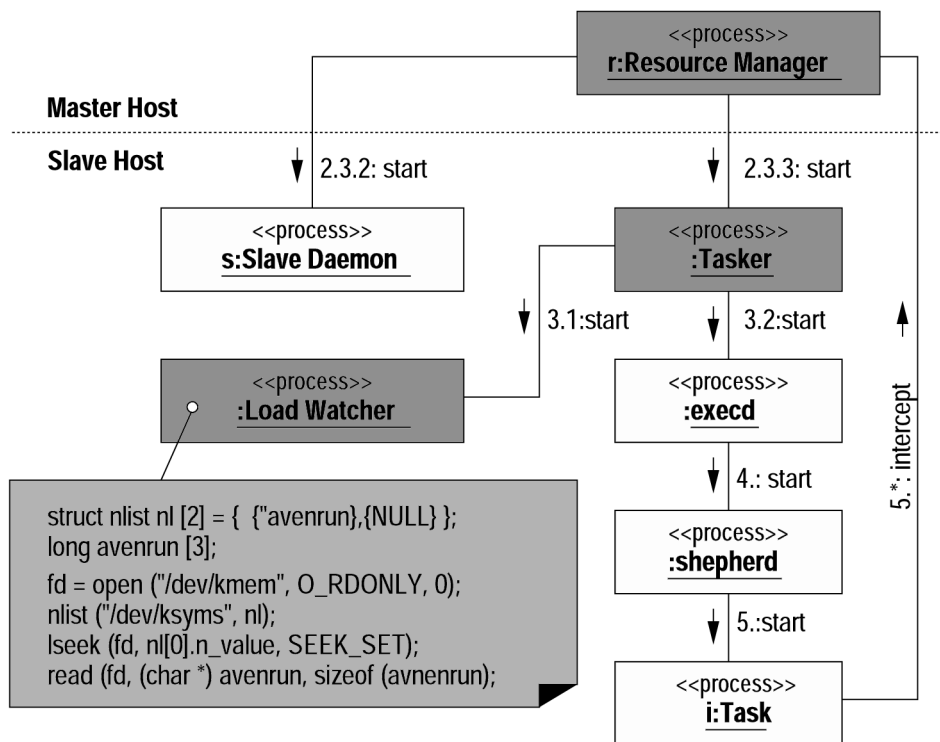 <<process>>
r:Resource Manager
Master Host
Slave Host
2.3.2: start
2.3.3: start
<<process>>
s:Slave Daemon
<<process>>
:Tasker
3.1:start
3.2:start
<<process>>
:Load Watcher
<<process>>
:execd
5.*: intercept
4.: start
struct nlist nl [2] = { {"avenrun},{NULL} };
long avenrun [3];
fd = open ("/dev/kmem", O_RDONLY, 0);
nlist ("/dev/ksyms", nl);
lseek (fd, nl[0].n_value, SEEK_SET);
read (fd, (char *) avenrun, sizeof (avnenrun);
<<process>>
:shepherd
5.:start
<<process>>
i:Task